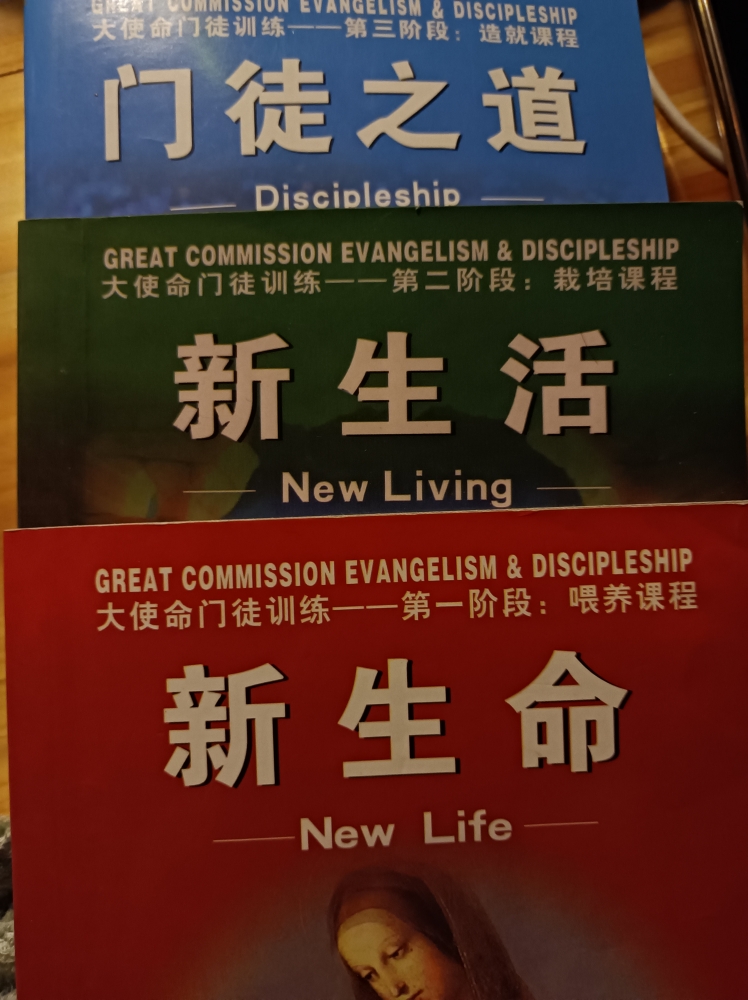 GREAT COMMISSION EVANGELISM & DISCIPLESHIP
大使命门徒训练——第三阶段：造就课程
门徒之道
Discipleship
GREAT COMMISSION EVANGELISM & DISCIPLESHIP
大使命门徒训练——第二阶段：栽培课程
新生活
New Living
GREAT COMMISSION EVANGELISM & DISCIPLESHIP
大使命门徒训练——第一阶段：喂养课程
新生命
New Life